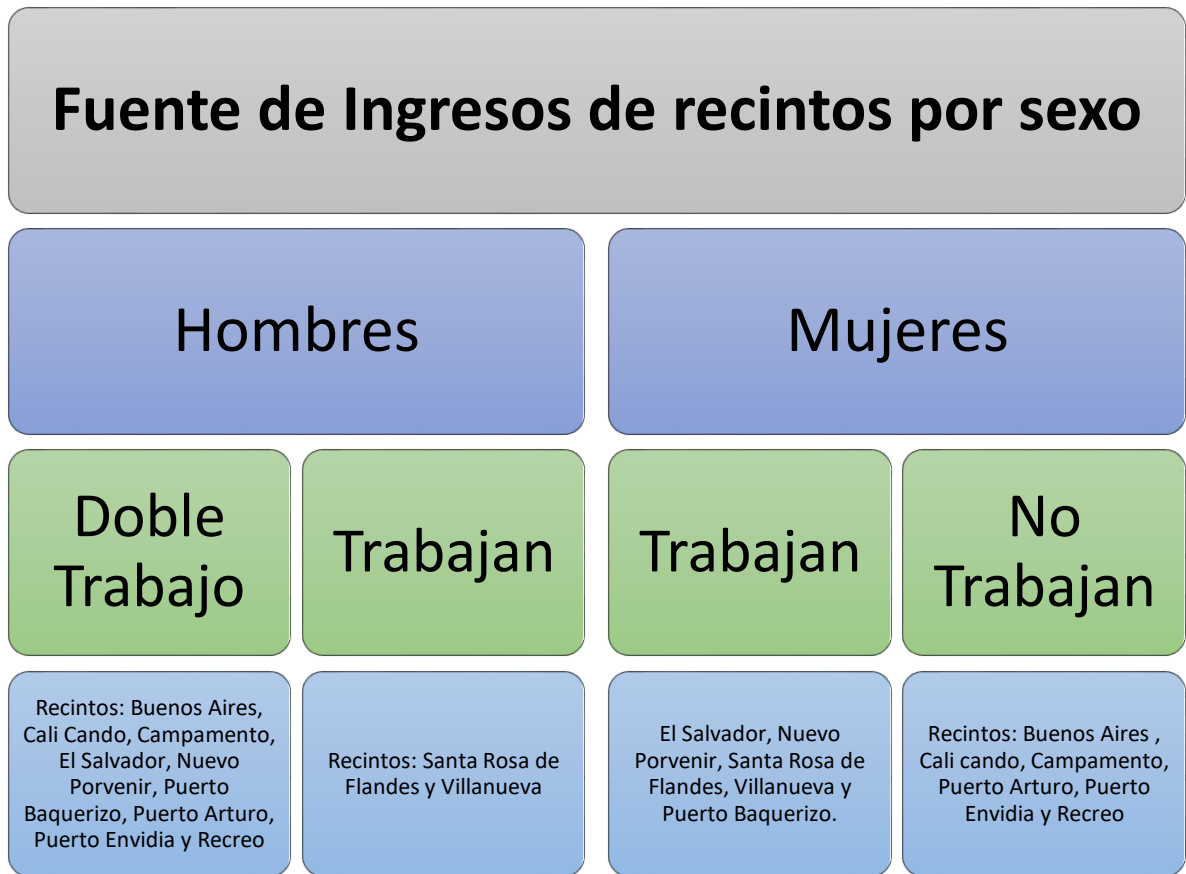 Fuente de Ingresos de recintos por sexo
Hombres
Mujeres
Doble
Trabajo
Trabajan
Trabajan
No
Trabajan
Recintos: Buenos Aires,
Cali Cando, Campamento,
El Salvador, Nuevo
Porvenir, Puerto
Baquerizo, Puerto Arturo,
Puerto Envidia y Recreo
Recintos: Santa Rosa de
Flandes y Villanueva
El Salvador, Nuevo
Porvenir, Santa Rosa de
Flandes, Villanueva y
Puerto Baquerizo.
Recintos: Buenos Aires ,
Cali cando, Campamento,
Puerto Arturo, Puerto
Envidia y Recreo